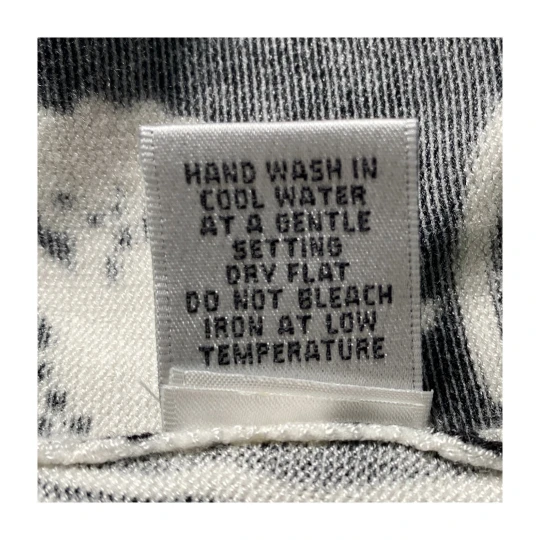 HAND WASH IN
COOL WATER
AT A GENTLE
SETTING
DRY FLAT
DO NOT BLEACH
IRON AT LOW
TEMPERATURE